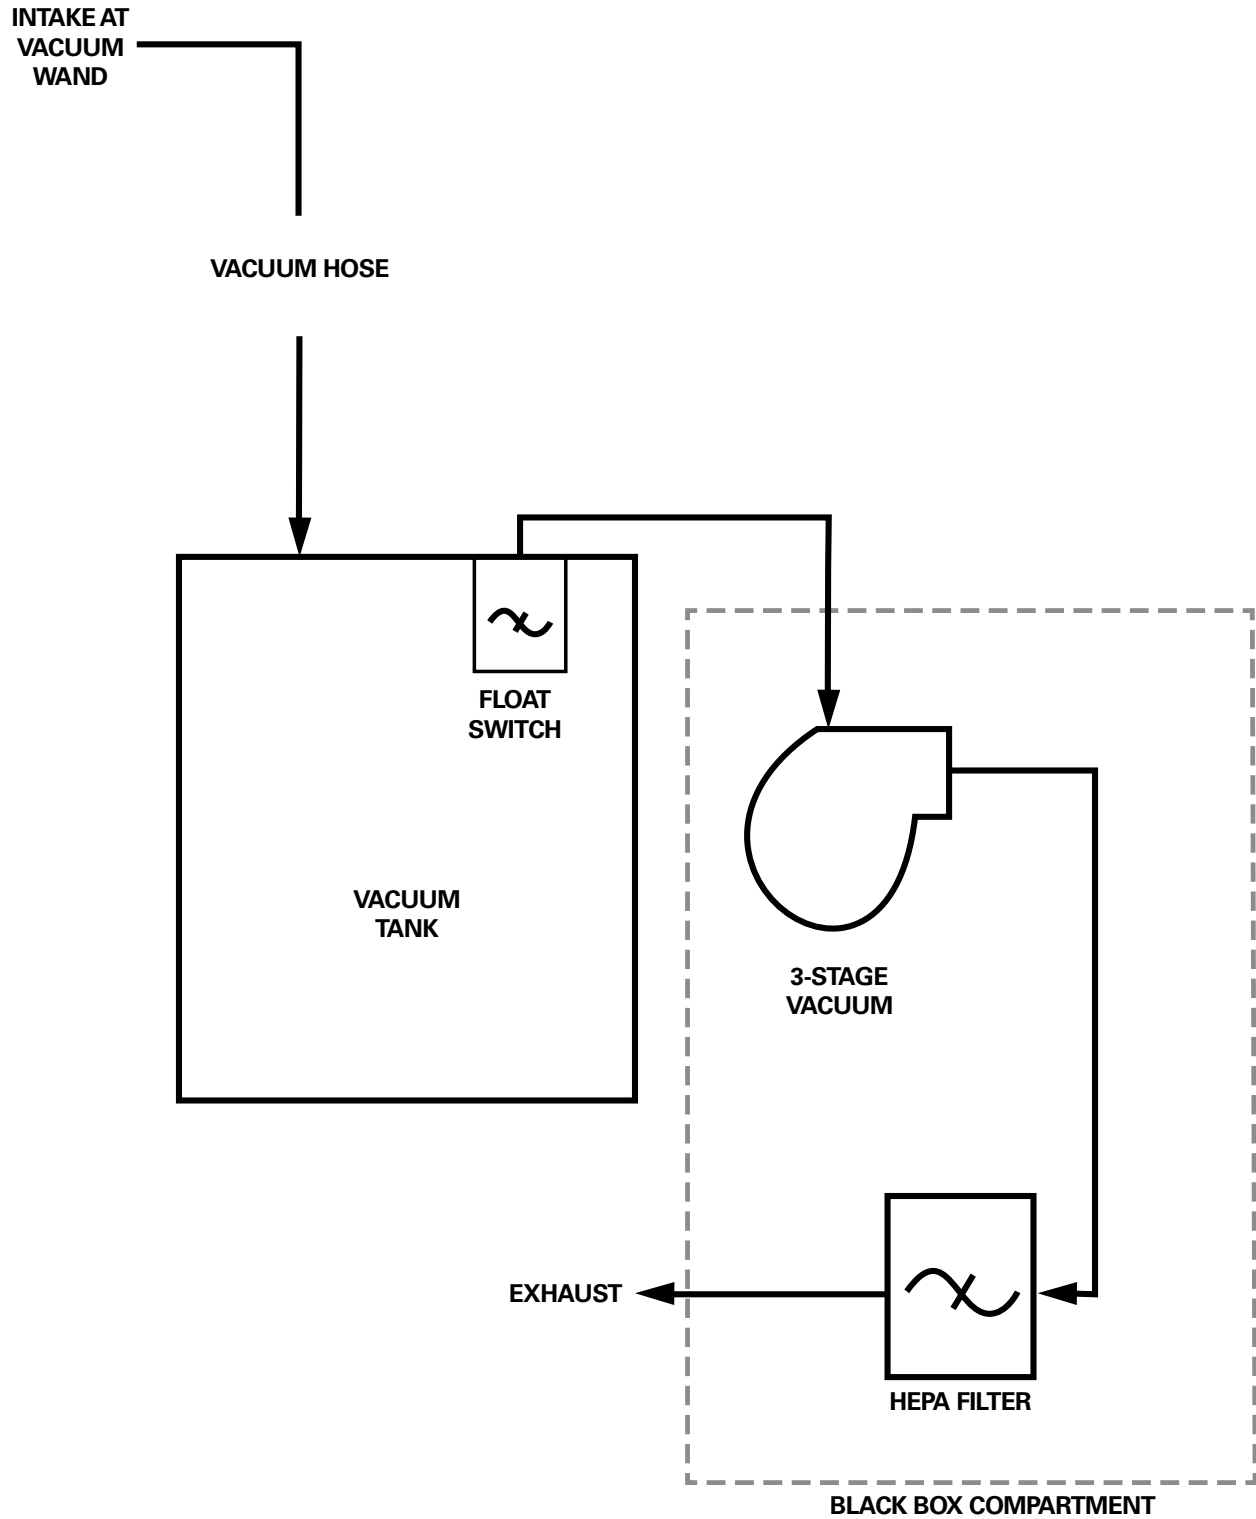 INTAKE AT
VACUUM
WAND
VACUUM HOSE
FLOAT
SWITCH
VACUUM
TANK
3-STAGE
VACUUM
EXHAUST
HEPA FILTER
BLACK BOX COMPARTMENT